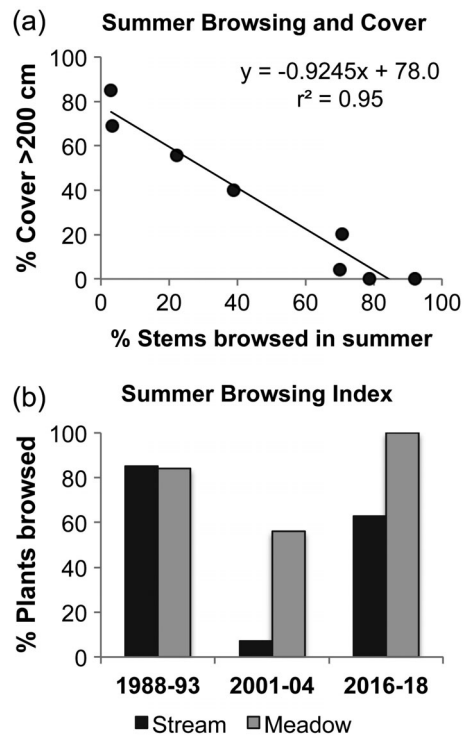 (a) Summer Browsing and Cover
y = -0.9245x + 78.0
r² = 0.95
% Cover >200 cm
100
80
60
40
20
0
0 20 40 60 80 100
% Stems browsed in summer
(b) Summer Browsing Index
% Plants browsed
100
80
60
40
20
0
1988-93 2001-04 2016-18
Stream Meadow